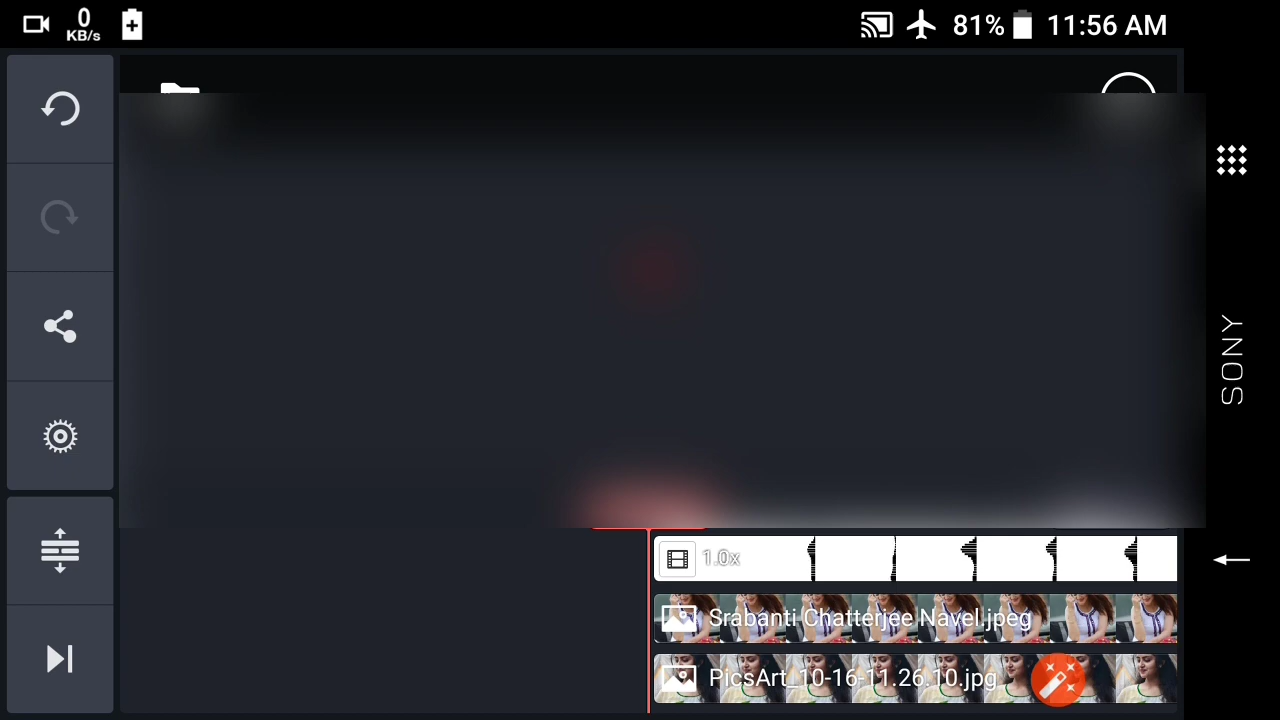 0
KB/s
81%
11:56 AM
SONY
1.0x
Srabanti Chatterjee Navel.jpeg
PicsArt_10-16-11.26.10.jpg